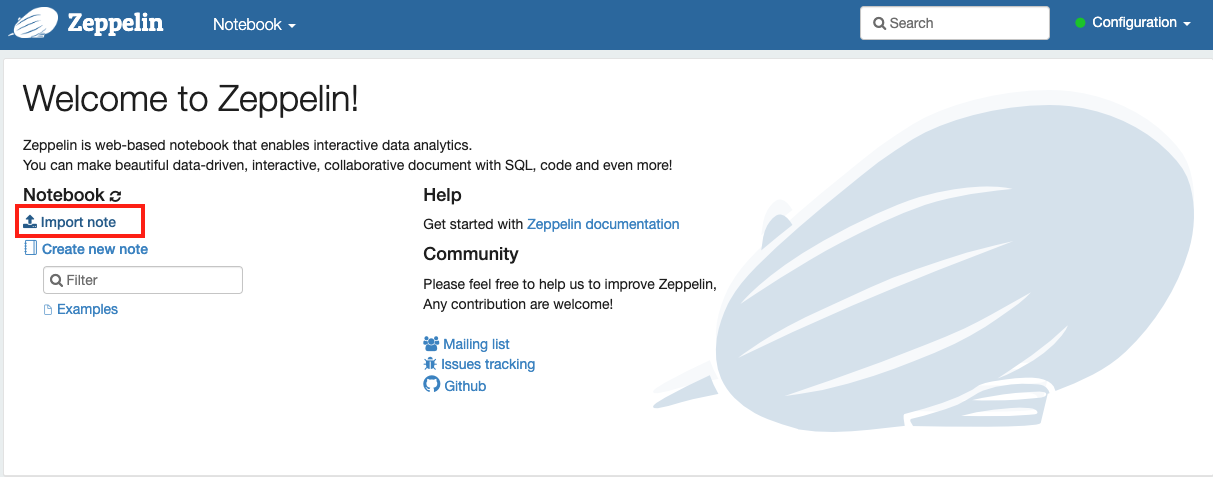 Zeppelin
Notebook
Search
Configuration
Welcome to Zeppelin!
Zeppelin is web-based notebook that enables interactive data analytics.
You can make beautiful data-driven, interactive, collaborative document with SQL, code and even more!
Notebook
Import note
Create new note
Filter
Examples
Help
Get started with Zeppelin documentation
Community
Please feel free to help us to improve Zeppelin,
Any contribution are welcome!
Mailing list
Issues tracking
Github